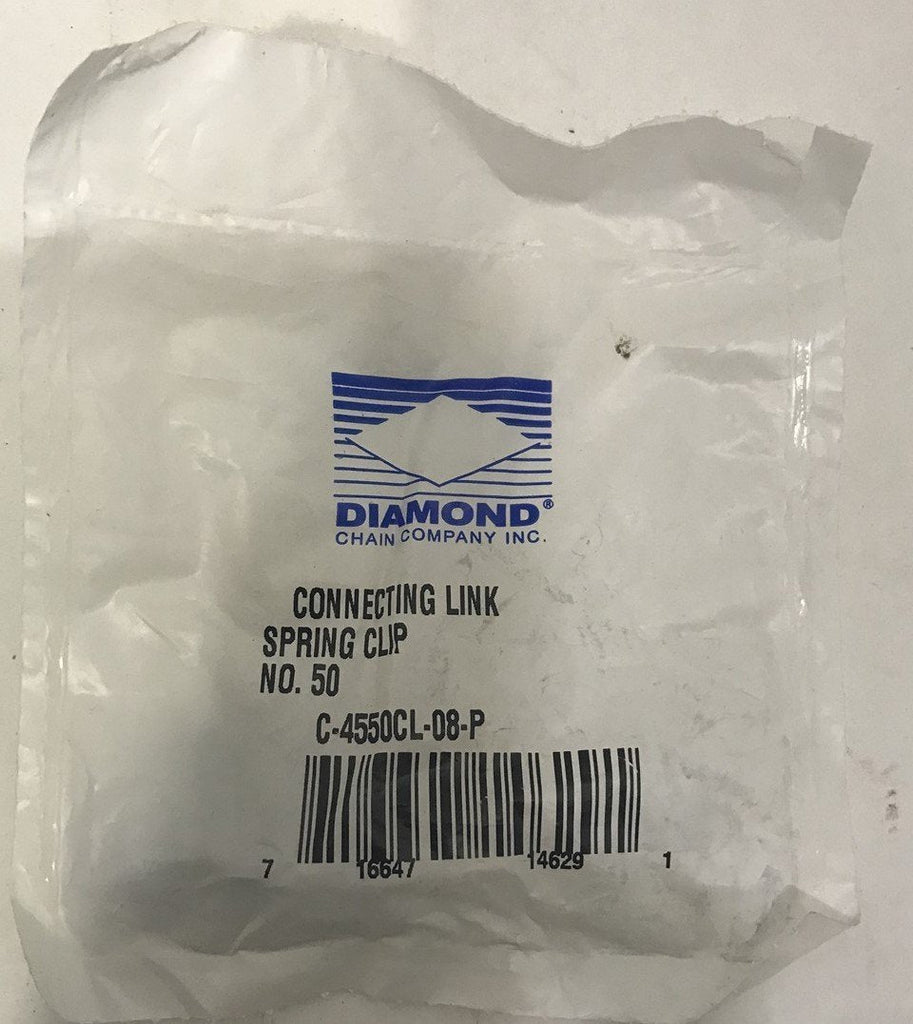 DIAMOND®
CHAIN COMPANY INC.
CONNECTING LINK
SPRING CLIP
NO. 50
C-4550CL-08-P
7 16647 14629 1